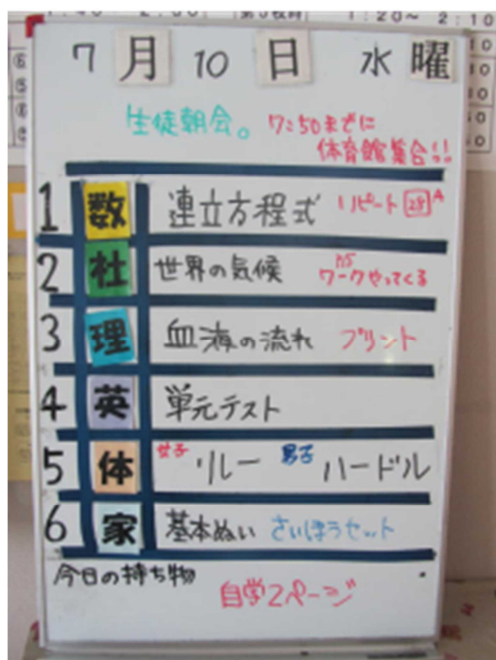 1:20~ 2:10
7月10日 水曜
生徒朝会。 7:50までに
体育館集合!!
1 数 連立方程式 リピート 28 A
2 社 世界の気候 ワークやってくる
3 理 血液の流れ プリント
4 英 単元テスト
5 体 女子 リレー 男子 ハードル
6 家 基本ぬい さいほうセット
今日の持ち物
自学2ページ